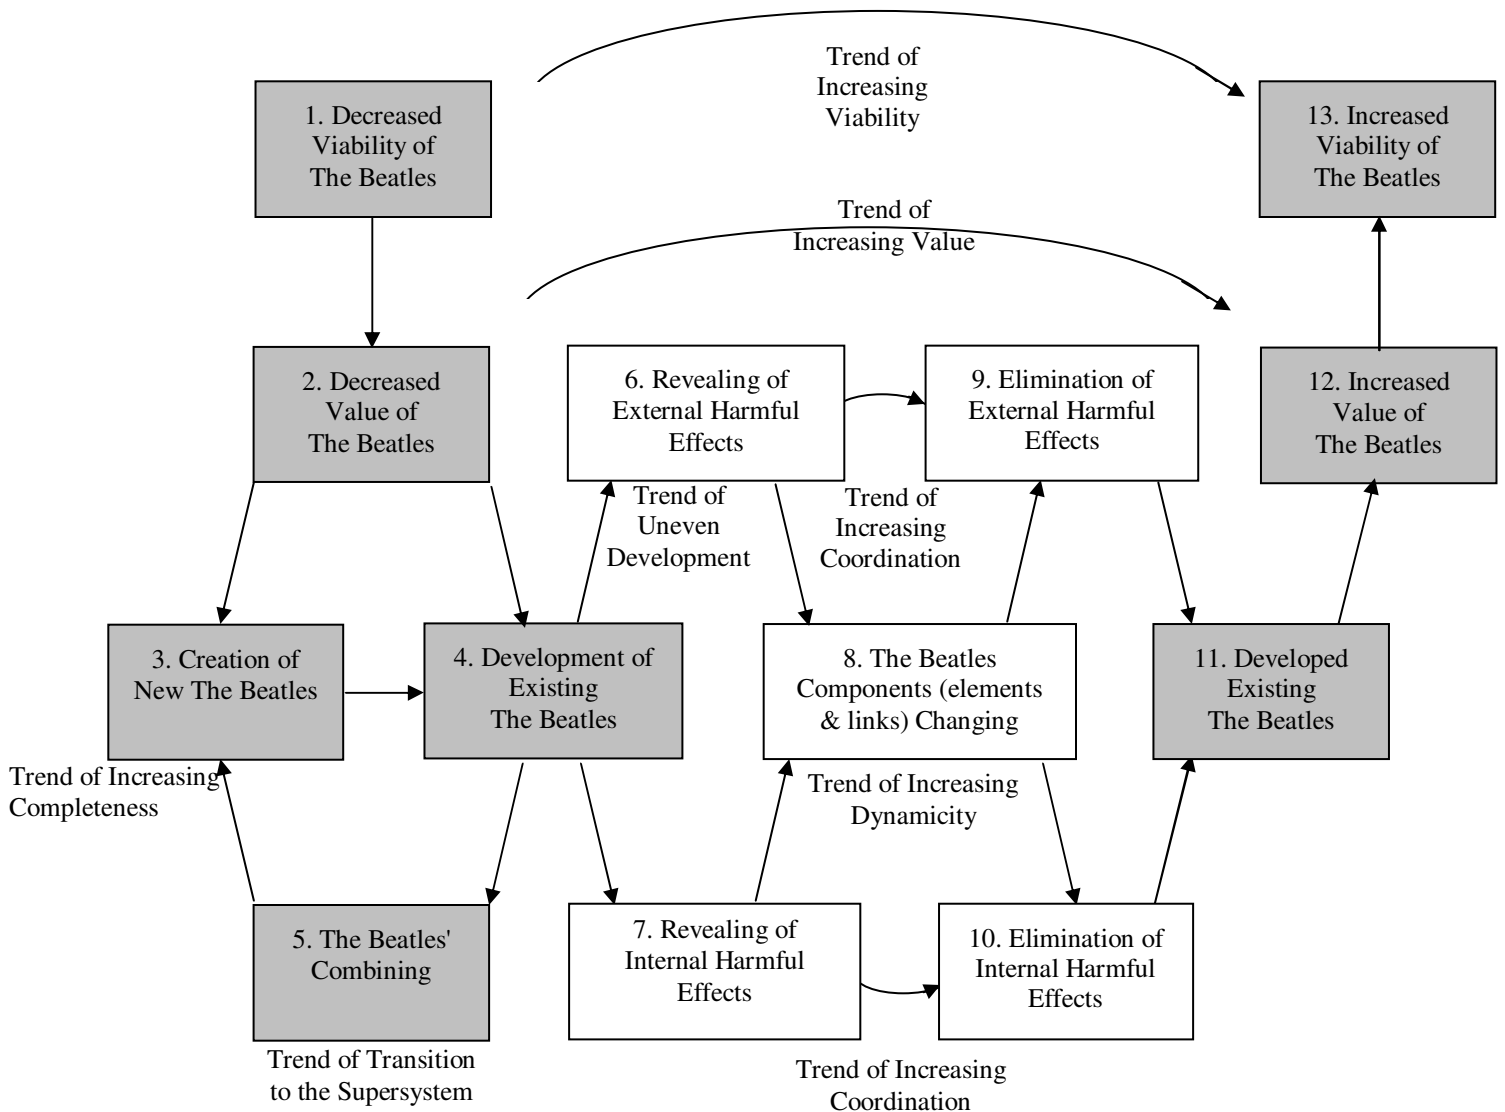 Trend of
Increasing
Viability
1. Decreased
Viability of
The Beatles
13. Increased
Viability of
The Beatles
Trend of
Increasing Value
2. Decreased
Value of
The Beatles
6. Revealing of
External Harmful
Effects
9. Elimination of
External Harmful
Effects
12. Increased
Value of
The Beatles
Trend of
Uneven
Development
Trend of
Increasing
Coordination
3. Creation of
New The Beatles
4. Development of
Existing
The Beatles
8. The Beatles
Components (elements
& links) Changing
11. Developed
Existing
The Beatles
Trend of Increasing
Completeness
Trend of Increasing
Dynamicity
5. The Beatles'
Combining
7. Revealing of
Internal Harmful
Effects
10. Elimination of
Internal Harmful
Effects
Trend of Transition
to the Supersystem
Trend of Increasing
Coordination